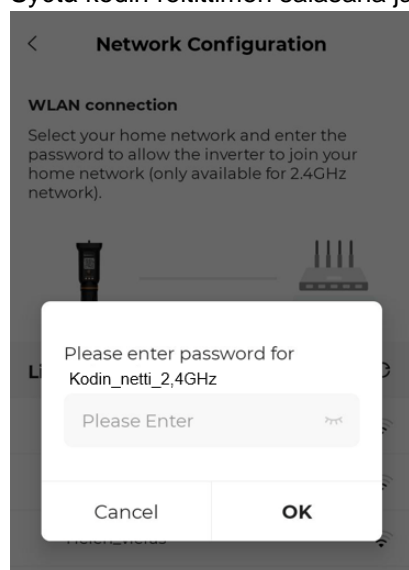 Network Configuration
WLAN connection
Select your home network and enter the
password to allow the inverter to join your
home network (only available for 2.4GHz
network).
Please enter password for
Kodin_netti_2,4GHz
Please Enter
Cancel
OK